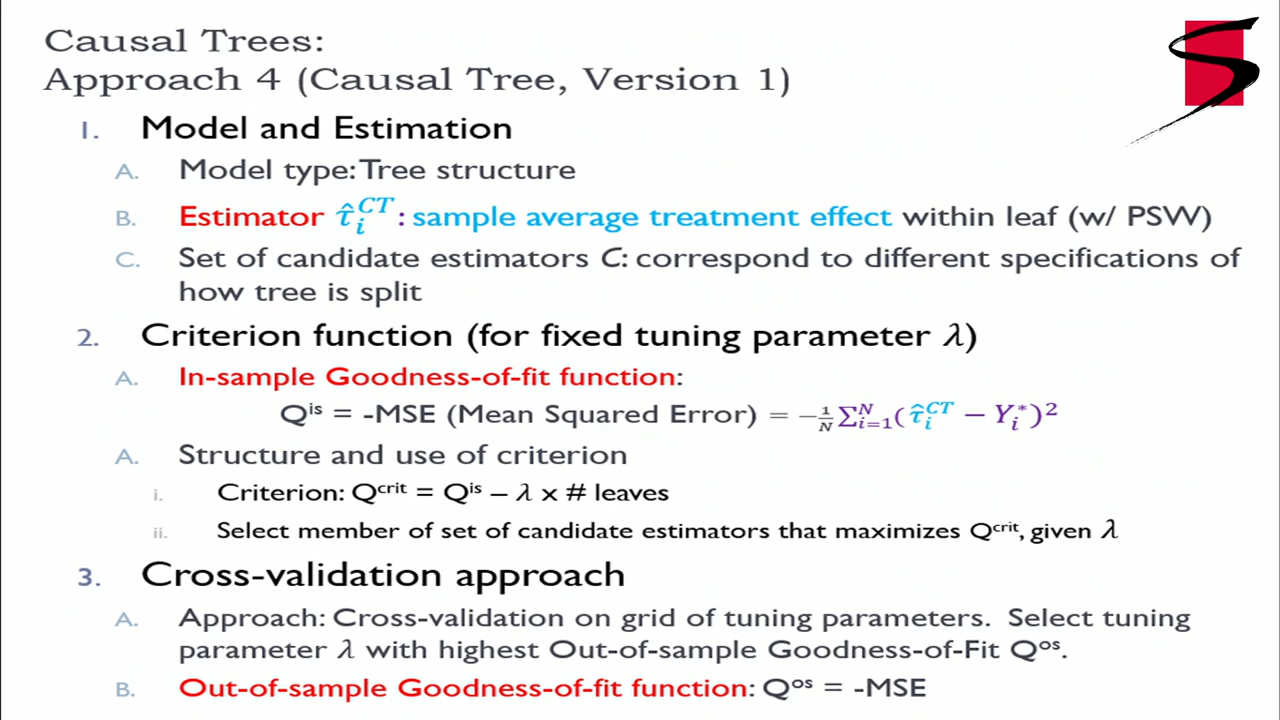 Causal Trees:
Approach 4 (Causal Tree, Version 1)
1. Model and Estimation
A. Model type: Tree structure
B. Estimator τ̂ᵢᶜᵀ: sample average treatment effect within leaf (w/ PSW)
C. Set of candidate estimators C: correspond to different specifications of
how tree is split
2. Criterion function (for fixed tuning parameter λ)
A. In-sample Goodness-of-fit function:
Qⁱˢ = -MSE (Mean Squared Error) = −1/N Σᵢ₌₁ᴺ(τ̂ᵢᶜᵀ − Yᵢ*)²
A. Structure and use of criterion
i. Criterion: Qᶜʳⁱᵗ = Qⁱˢ – λ x # leaves
ii. Select member of set of candidate estimators that maximizes Qᶜʳⁱᵗ, given λ
3. Cross-validation approach
A. Approach: Cross-validation on grid of tuning parameters. Select tuning
parameter λ with highest Out-of-sample Goodness-of-Fit Qᵒˢ.
B. Out-of-sample Goodness-of-fit function: Qᵒˢ = -MSE